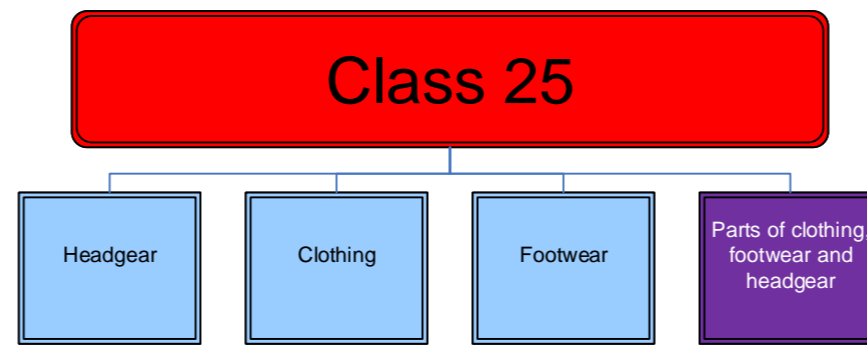 Class 25
Headgear
Clothing
Footwear
Parts of clothing,
footwear and
headgear